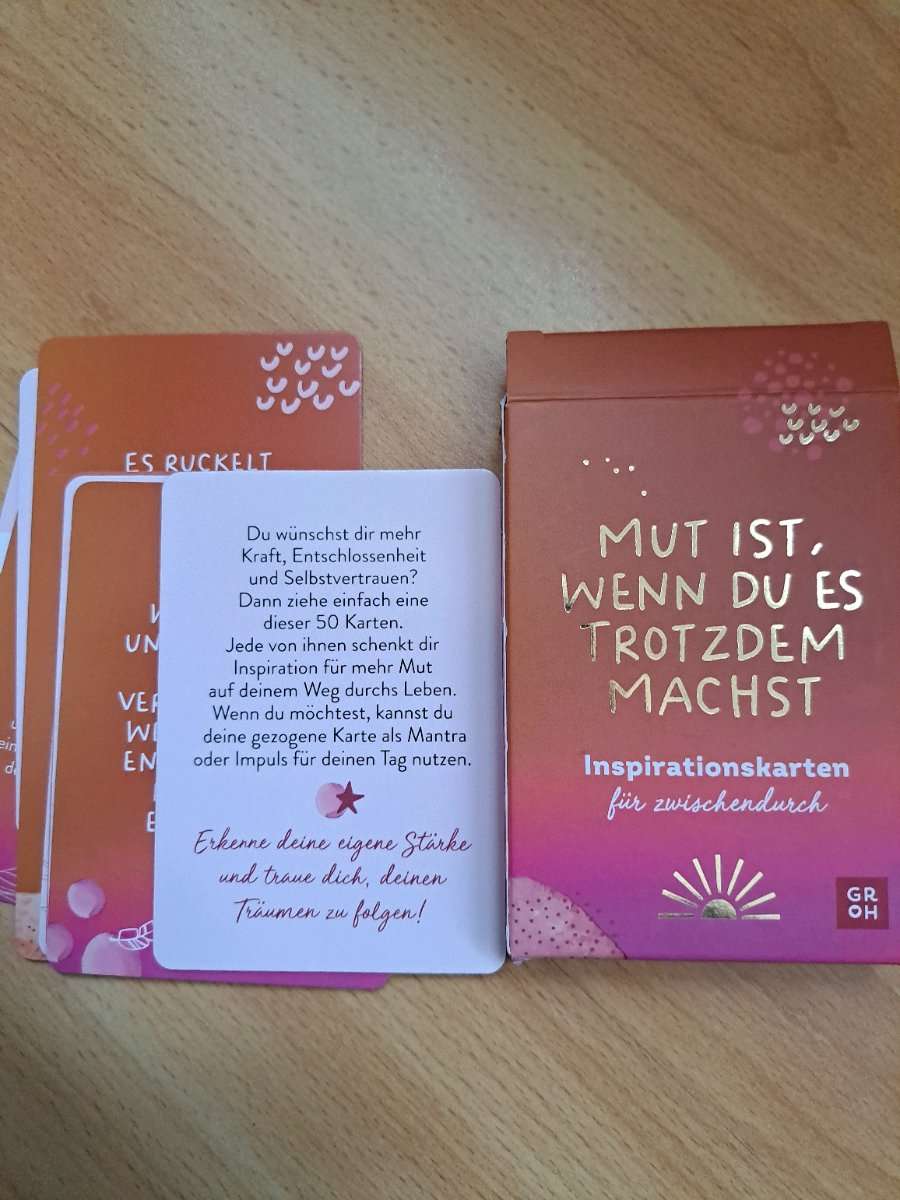 ES RUCKELT
Du wünschst dir mehr
Kraft, Entschlossenheit
und Selbstvertrauen?
Dann ziehe einfach eine
dieser 50 Karten.
Jede von ihnen schenkt dir
Inspiration für mehr Mut
auf deinem Weg durchs Leben.
Wenn du möchtest, kannst du
deine gezogene Karte als Mantra
oder Impuls für deinen Tag nutzen.
Erkenne deine eigene Stärke
und traue dich, deinen
Träumen zu folgen!
MUT IST,
WENN DU ES
TROTZDEM
MACHST
Inspirationskarten
für zwischendurch
GR
OH